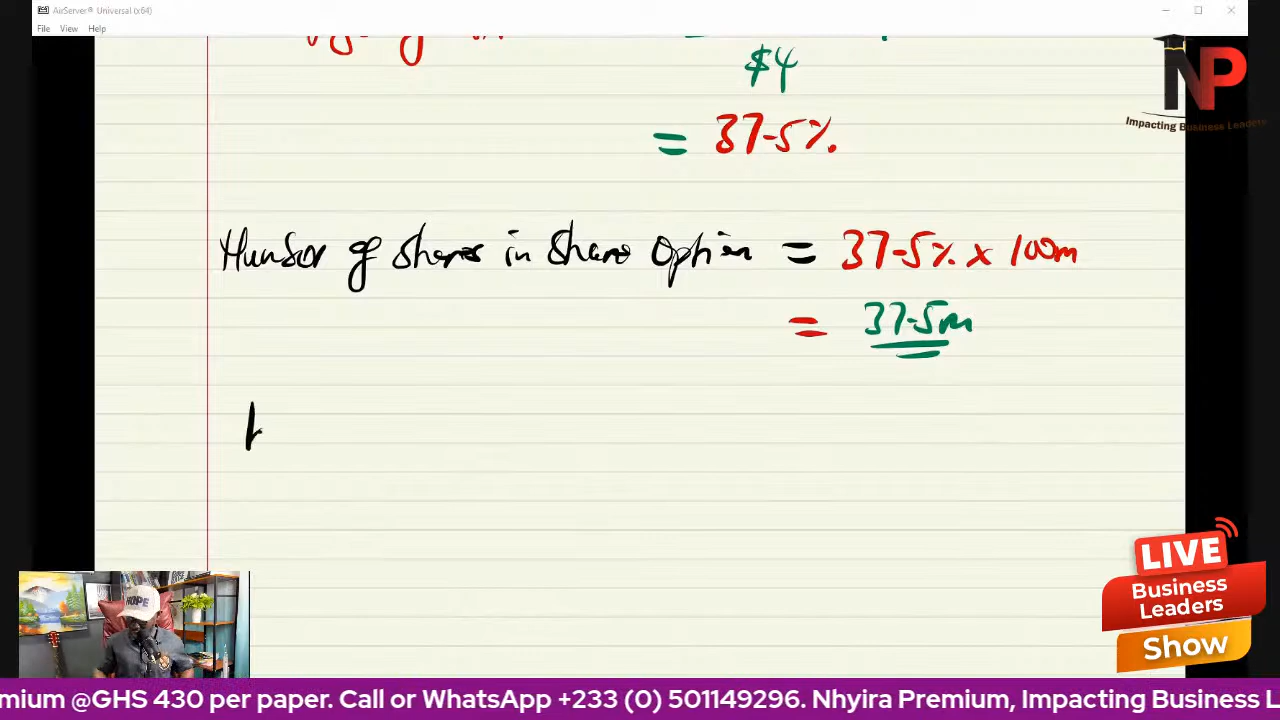 AirServer® Universal (x64)
File View Help
$4
= 37.5%
NP
Impacting Business Leaders
Number of shares in share option = 37.5% x 100m
= 37.5m
HOPE
LIVE
Business
Leaders
Show
mium @GHS 430 per paper. Call or WhatsApp +233 (0) 501149296. Nhyira Premium, Impacting Business L